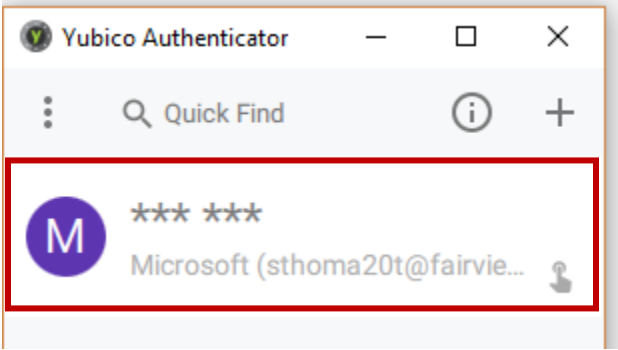 Yubico Authenticator
Quick Find
M
*** ***
Microsoft (sthoma20t@fairvie...